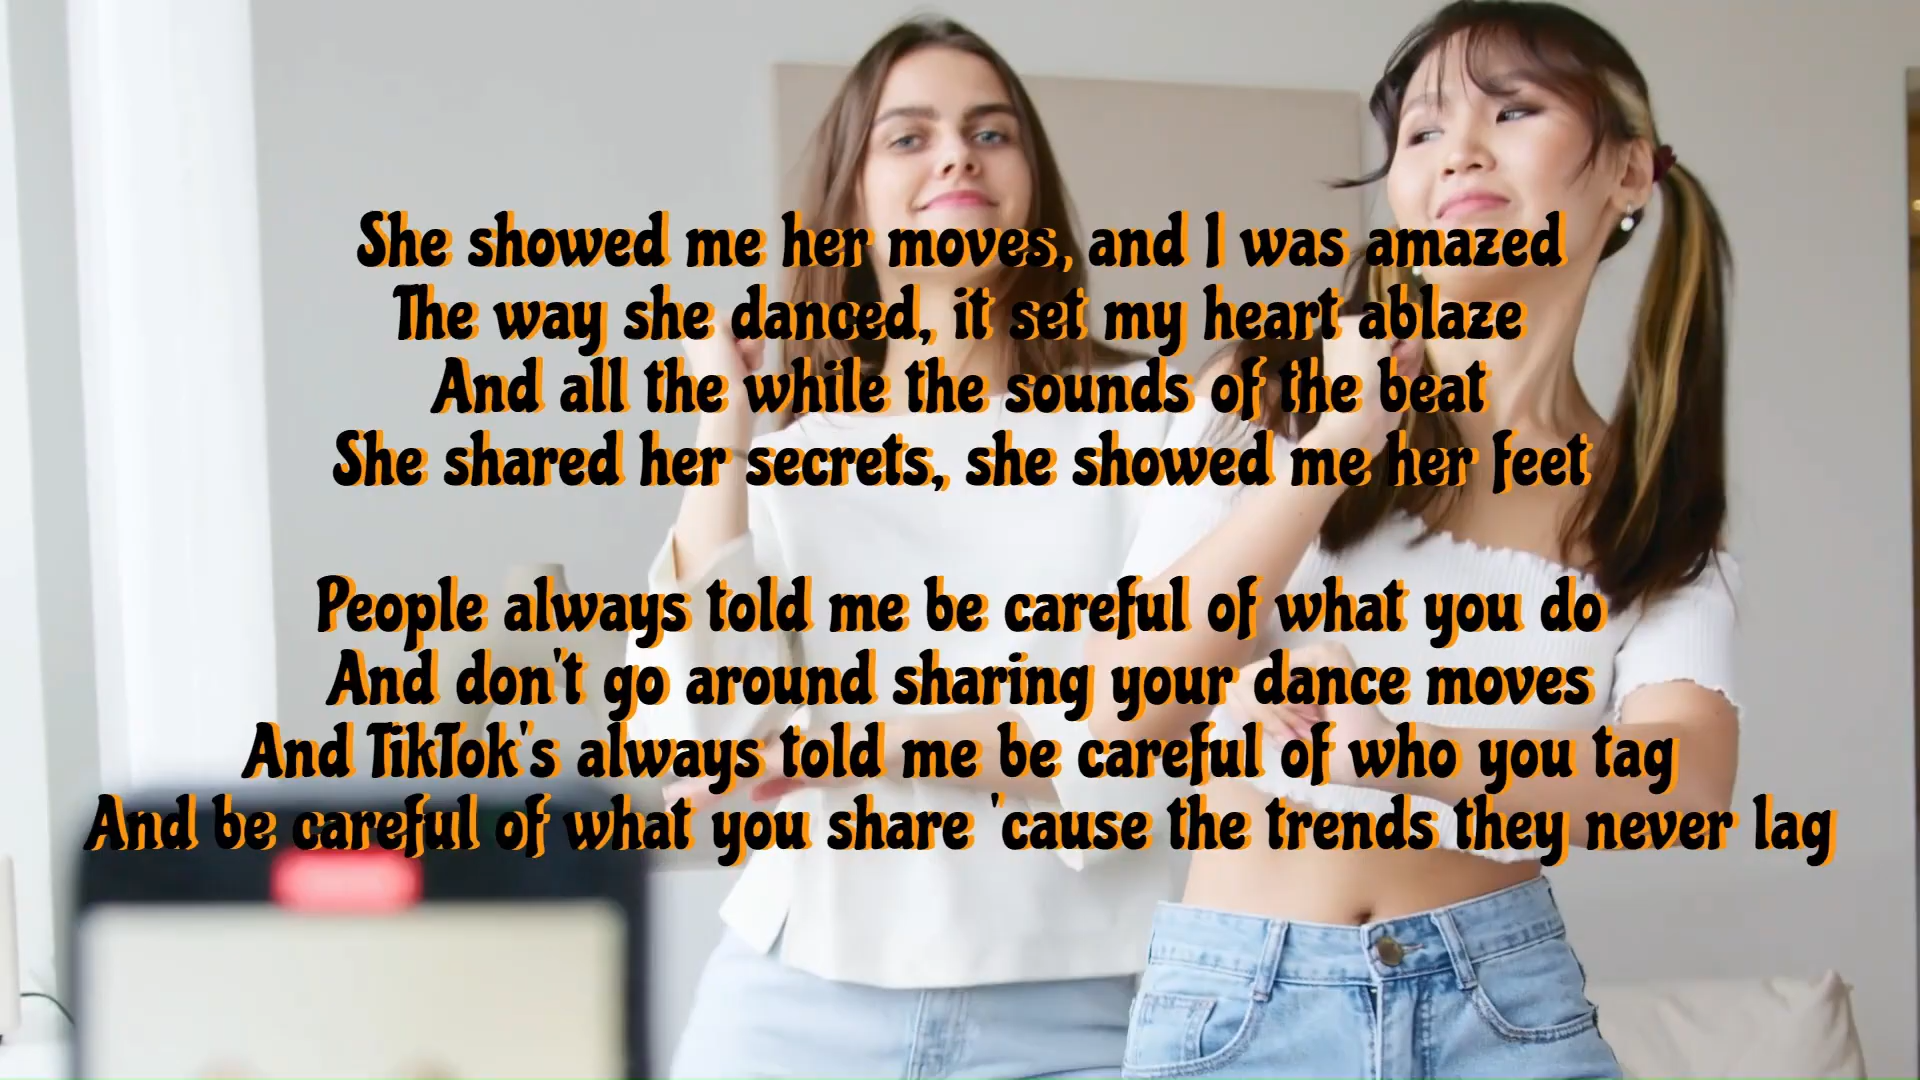 She showed me her moves, and I was amazed
The way she danced, it set my heart ablaze
And all the while the sounds of the beat
She shared her secrets, she showed me her feet
People always told me be careful of what you do
And don't go around sharing your dance moves
And TikTok's always told me be careful of who you tag
And be careful of what you share 'cause the trends they never lag